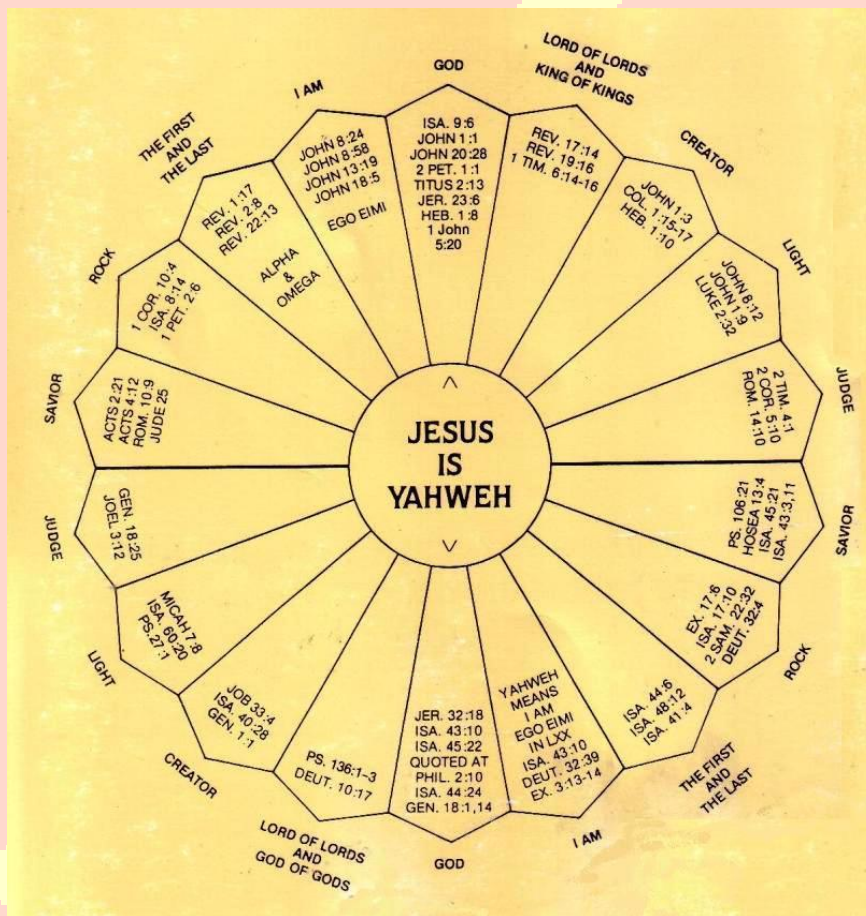 GOD
ISA. 9:6
JOHN 1:1
JOHN 20:28
2 PET. 1:1
TITUS 2:13
JER. 23:6
HEB. 1:8
1 John
5:20
LORD OF LORDS
AND
KING OF KINGS
REV. 17:14
REV. 19:16
1 TIM. 6:14-16
CREATOR
JOHN 1:3
COL. 1:15-17
HEB. 1:10
LIGHT
JOHN 8:12
JOHN 1:9
LUKE 2:32
JUDGE
2 TIM. 4:1
2 COR. 5:10
ROM. 14:10
SAVIOR
PS. 106:21
HOSEA 13:4
ISA. 45:21
ISA. 43:3,11
ROCK
EX. 17:6
ISA. 17:10
2 SAM. 22:32
DEUT. 32:4
THE FIRST
AND
THE LAST
ISA. 44:6
ISA. 48:12
ISA. 41:4
I AM
YAHWEH
MEANS
I AM
EGO EIMI
IN LXX
ISA. 43:10
DEUT. 32:39
EX. 3:13-14
GOD
JER. 32:18
ISA. 43:10
ISA. 45:22
QUOTED AT
PHIL. 2:10
ISA. 44:24
GEN. 18:1,14
LORD OF LORDS
AND
GOD OF GODS
PS. 136:1-3
DEUT. 10:17
CREATOR
JOB 33:4
ISA. 40:28
GEN. 1:1
LIGHT
MICAH 7:8
ISA. 60:20
PS. 27:1
JUDGE
GEN. 18:25
JOEL 3:12
SAVIOR
ACTS 2:21
ACTS 4:12
ROM. 10:9
JUDE 25
ROCK
1 COR. 10:4
ISA. 8:14
1 PET. 2:6
THE FIRST
AND
THE LAST
REV. 1:17
REV. 2:8
REV. 22:13
ALPHA
&
OMEGA
I AM
JOHN 8:24
JOHN 8:58
JOHN 13:19
JOHN 18:5
EGO EIMI
JESUS
IS
YAHWEH